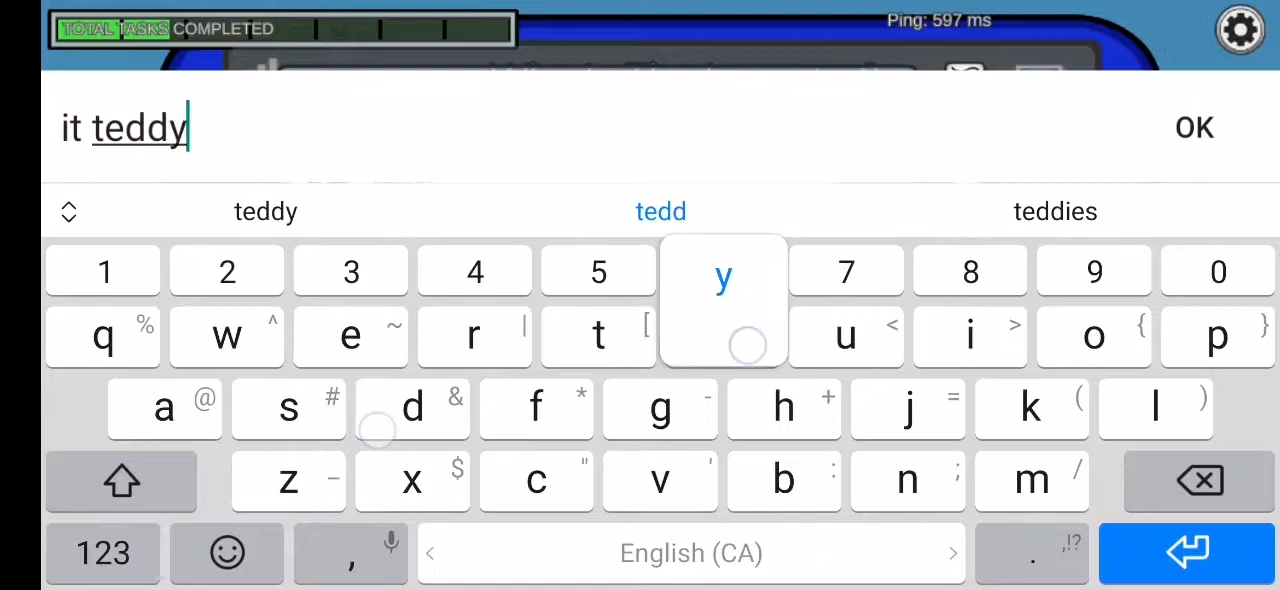 TOTAL TASKS COMPLETED
Ping: 597 ms
it teddy
OK
teddy tedd teddies
1 2 3 4 5 y 7 8 9 0
q % w ^ e ~ r | t [ u < i > o { p }
a @ s # d & f * g - h + j = k ( l )
z _ x $ c " v ' b : n ; m /
123 , < English (CA) > . ,!?